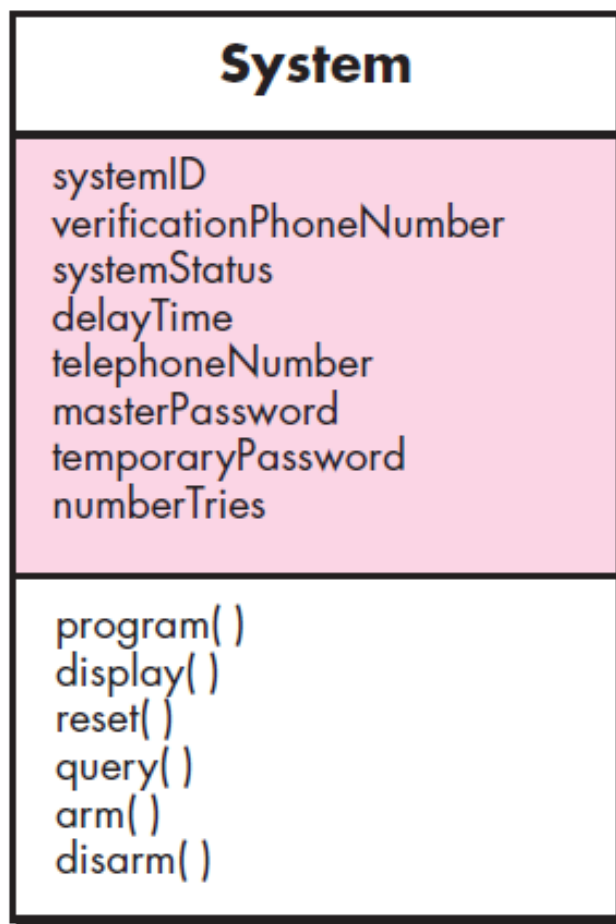 System
systemID
verificationPhoneNumber
systemStatus
delayTime
telephoneNumber
masterPassword
temporaryPassword
numberTries
program( )
display( )
reset( )
query( )
arm( )
disarm( )